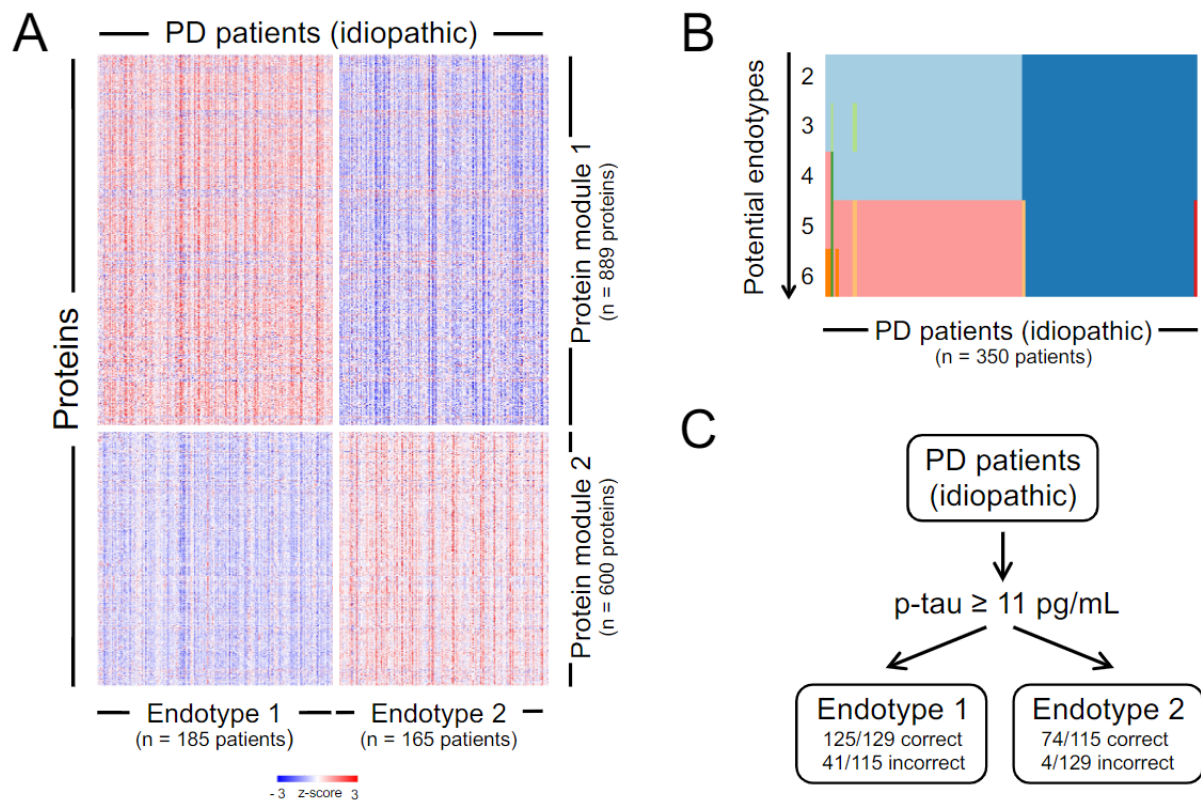 A
PD patients (idiopathic)
Proteins
Protein module 1
(n = 889 proteins)
Protein module 2
(n = 600 proteins)
Endotype 1
(n = 185 patients)
Endotype 2
(n = 165 patients)
- 3 z-score 3
B
Potential endotypes
2
3
4
5
6
PD patients (idiopathic)
(n = 350 patients)
C
PD patients
(idiopathic)
p-tau ≥ 11 pg/mL
Endotype 1
125/129 correct
41/115 incorrect
Endotype 2
74/115 correct
4/129 incorrect